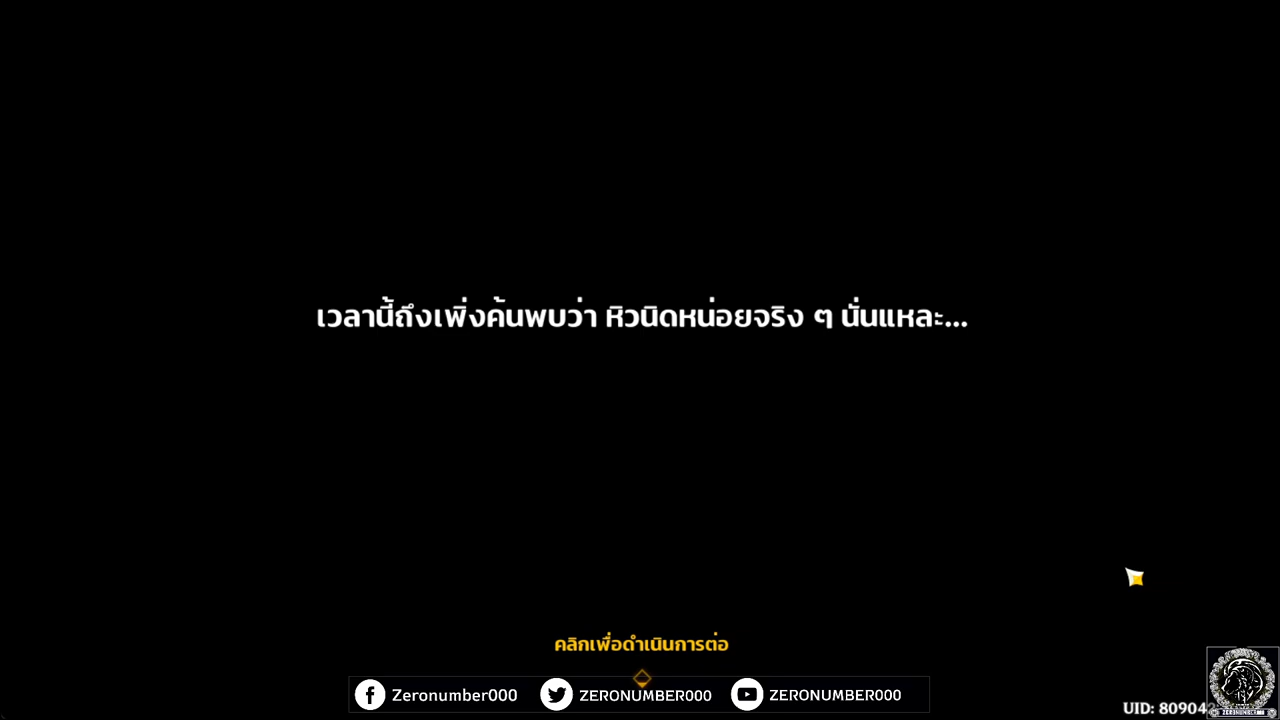 เวลานี้ถึงเพิ่งค้นพบว่า หิวนิดหน่อยจริง ๆ นั่นแหละ...
คลิกเพื่อดำเนินการต่อ
Zeronumber000 ZERONUMBER000 ZERONUMBER000
UID: 80904
ZERONUMBER000